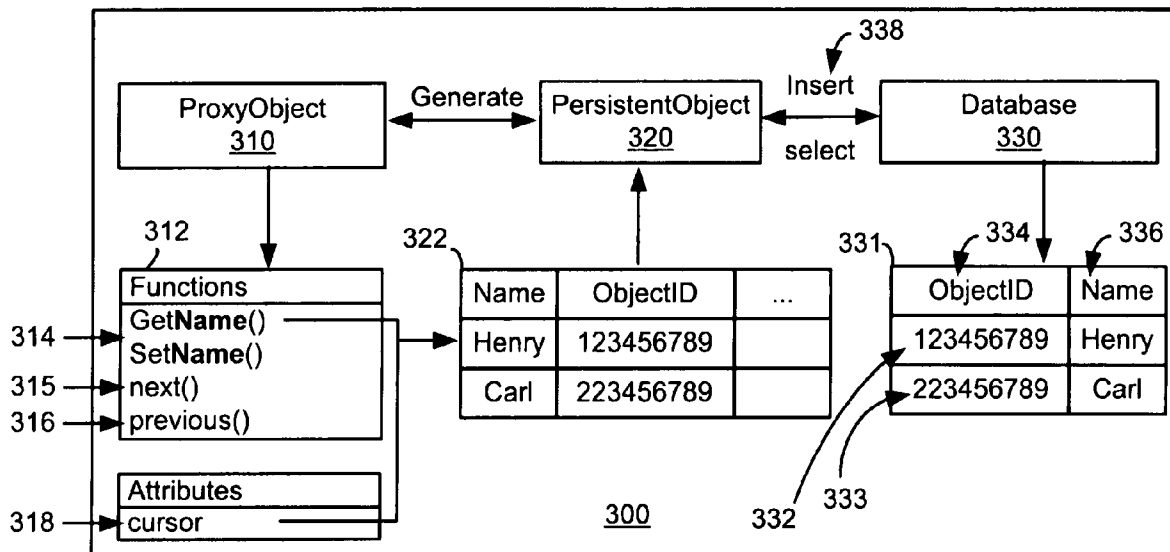 338
ProxyObject
310
Generate
PersistentObject
320
Insert
select
Database
330
312
Functions
GetName()
SetName()
next()
previous()
314
315
316
Attributes
cursor
318
322
Name ObjectID ...
Henry 123456789
Carl 223456789
331
334
336
ObjectID Name
123456789 Henry
223456789 Carl
332
333
300